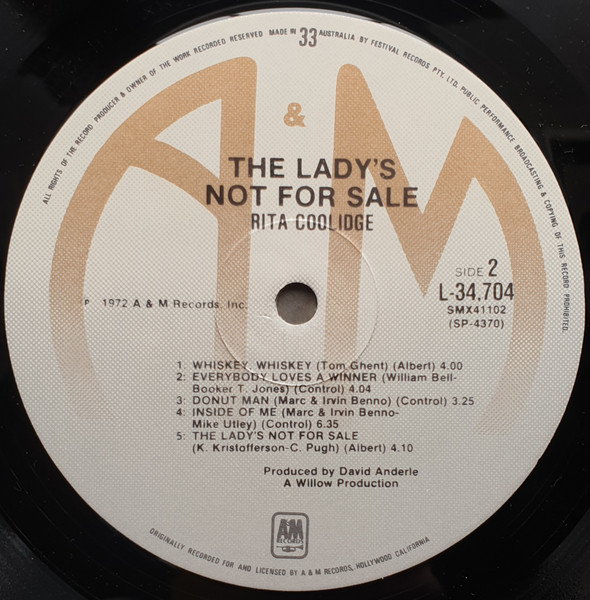 ALL RIGHTS OF THE RECORD PRODUCER & OWNER OF THE WORK RECORDED RESERVED MADE IN 33 AUSTRALIA BY FESTIVAL RECORDS PTY. LTD. PUBLIC PERFORMANCE BROADCASTING & COPYING OF THIS RECORD PROHIBITED.
A & M
THE LADY'S
NOT FOR SALE
RITA COOLIDGE
SIDE 2
L-34,704
SMX41102
(SP-4370)
P 1972 A & M Records, Inc.
1: WHISKEY, WHISKEY (Tom Ghent) (Albert) 4.00
2: EVERYBODY LOVES A WINNER (William Bell-
Booker T. Jones) (Control) 4.04
3: DONUT MAN (Marc & Irvin Benno) (Control) 3.25
4: INSIDE OF ME (Marc & Irvin Benno-
Mike Utley) (Control) 6.35
5: THE LADY'S NOT FOR SALE
(K. Kristofferson-C. Pugh) (Albert) 4.10
Produced by David Anderle
A Willow Production
A&M
RECORDS
ORIGINALLY RECORDED FOR AND LICENSED BY A & M RECORDS, HOLLYWOOD CALIFORNIA